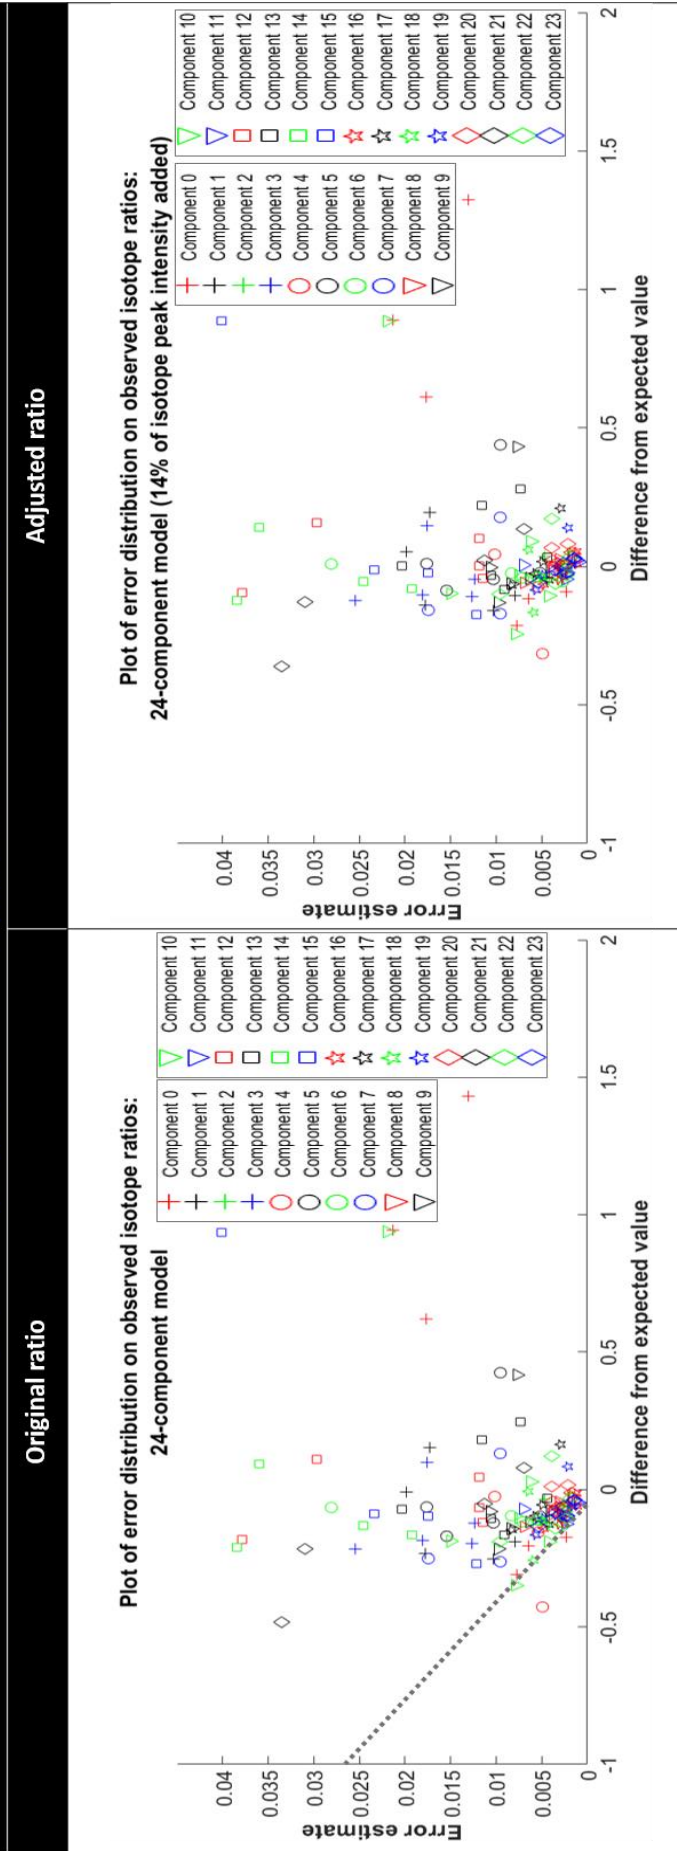 Original ratio
Plot of error distribution on observed isotope ratios:
24-component model
Component 0
Component 1
Component 2
Component 3
Component 4
Component 5
Component 6
Component 7
Component 8
Component 9
Component 10
Component 11
Component 12
Component 13
Component 14
Component 15
Component 16
Component 17
Component 18
Component 19
Component 20
Component 21
Component 22
Component 23
Error estimate
0.04
0.035
0.03
0.025
0.02
0.015
0.01
0.005
0
-1
-0.5
0
0.5
1
1.5
2
Difference from expected value
Adjusted ratio
Plot of error distribution on observed isotope ratios:
24-component model (14% of isotope peak intensity added)
Component 0
Component 1
Component 2
Component 3
Component 4
Component 5
Component 6
Component 7
Component 8
Component 9
Component 10
Component 11
Component 12
Component 13
Component 14
Component 15
Component 16
Component 17
Component 18
Component 19
Component 20
Component 21
Component 22
Component 23
Error estimate
0.04
0.035
0.03
0.025
0.02
0.015
0.01
0.005
0
-1
-0.5
0
0.5
1
1.5
2
Difference from expected value